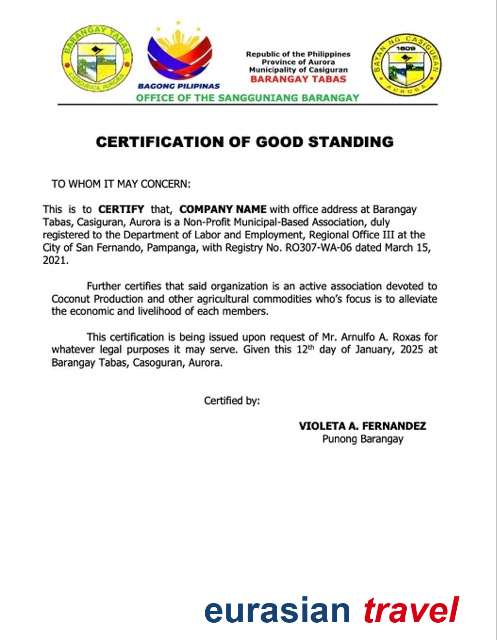 BARANGAY TABAS
CASIGURAN, AURORA
BAGONG PILIPINAS
Republic of the Philippines
Province of Aurora
Municipality of Casiguran
BARANGAY TABAS
BAYAN NG CASIGURAN
1609
AURORA
OFFICE OF THE SANGGUNIANG BARANGAY
CERTIFICATION OF GOOD STANDING
TO WHOM IT MAY CONCERN:
This is to CERTIFY that, COMPANY NAME with office address at Barangay
Tabas, Casiguran, Aurora is a Non-Profit Municipal-Based Association, duly
registered to the Department of Labor and Employment, Regional Office III at the
City of San Fernando, Pampanga, with Registry No. RO307-WA-06 dated March 15,
2021.
Further certifies that said organization is an active association devoted to
Coconut Production and other agricultural commodities who's focus is to alleviate
the economic and livelihood of each members.
This certification is being issued upon request of Mr. Arnulfo A. Roxas for
whatever legal purposes it may serve. Given this 12th day of January, 2025 at
Barangay Tabas, Casoguran, Aurora.
Certified by:
VIOLETA A. FERNANDEZ
Punong Barangay
eurasian travel